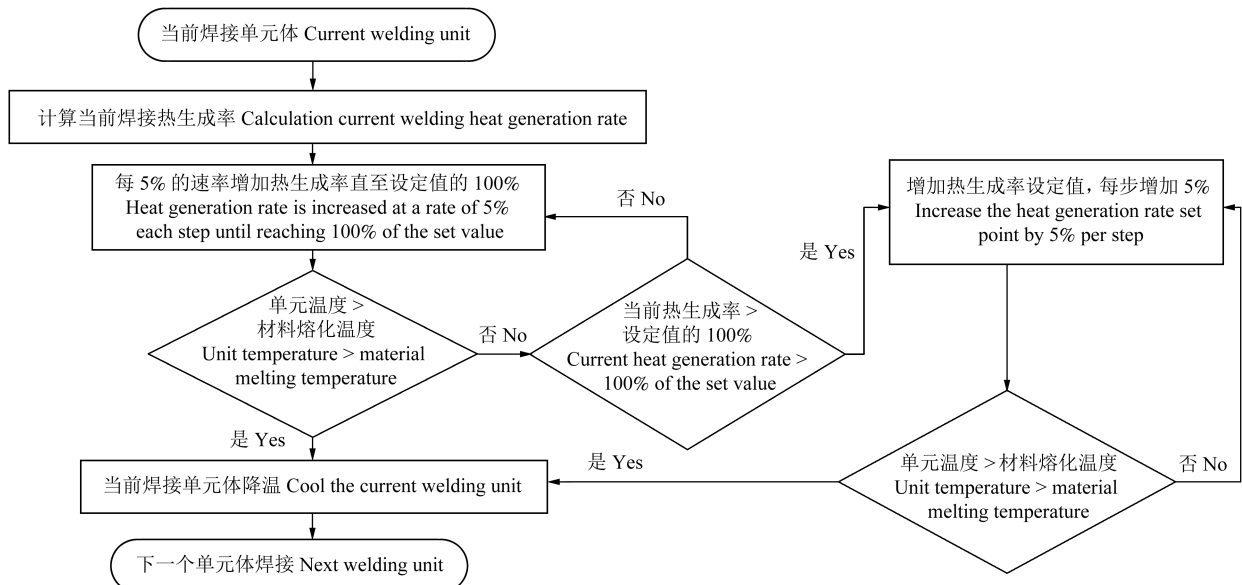 当前焊接单元体 Current welding unit
计算当前焊接热生成率 Calculation current welding heat generation rate
每 5% 的速率增加热生成率直至设定值的 100%
Heat generation rate is increased at a rate of 5%
each step until reaching 100% of the set value
单元温度 >
材料熔化温度
Unit temperature > material
melting temperature
否 No
当前热生成率 >
设定值的 100%
Current heat generation rate >
100% of the set value
否 No
是 Yes
增加热生成率设定值, 每步增加 5%
Increase the heat generation rate set
point by 5% per step
单元温度 > 材料熔化温度
Unit temperature > material
melting temperature
否 No
是 Yes
是 Yes
当前焊接单元体降温 Cool the current welding unit
下一个单元体焊接 Next welding unit